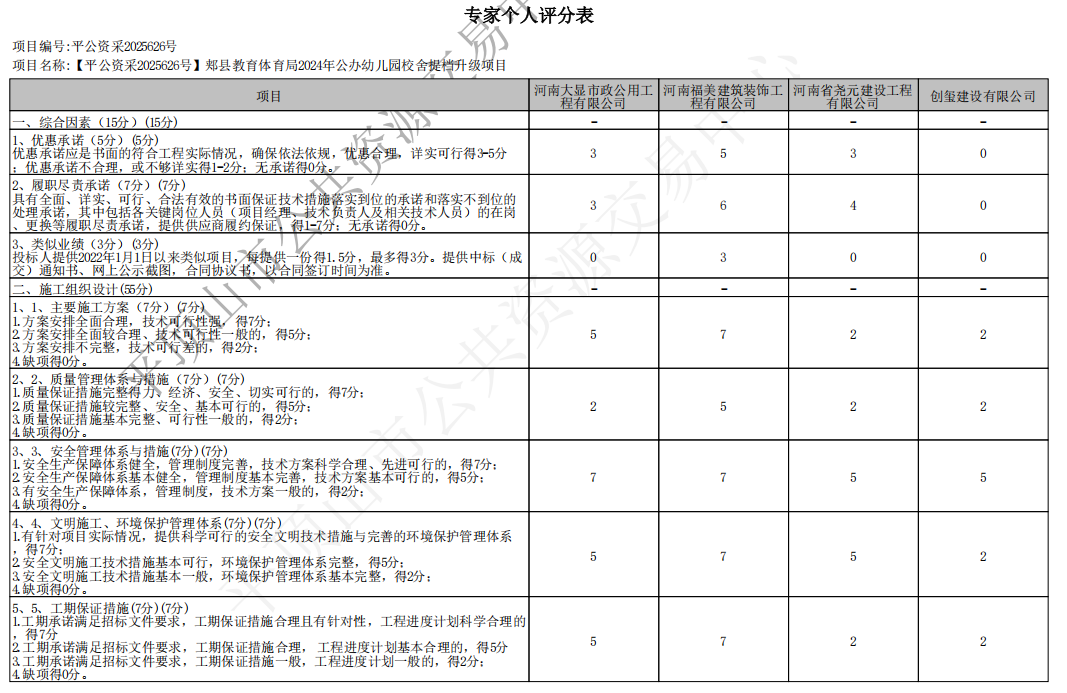 专家个人评分表
项目编号:平公资采2025626号
项目名称:【平公资采2025626号】郏县教育体育局2024年公办幼儿园校舍提档升级项目
项目
河南大显市政公用工
程有限公司
河南福美建筑装饰工
程有限公司
河南省尧元建设工程
有限公司
创玺建设有限公司
一、综合因素（15分）(15分)
— — — —
1、优惠承诺（5分）(5分)
优惠承诺应是书面的符合工程实际情况，确保依法依规，优惠合理，详实可行得3-5分
；优惠承诺不合理，或不够详实得1-2分；无承诺得0分。
3 5 3 0
2、履职尽责承诺（7分）(7分)
具有全面、详实、可行、合法有效的书面保证技术措施落实到位的承诺和落实不到位的
处理承诺，其中包括各关键岗位人员（项目经理、技术负责人及相关技术人员）的在岗
、更换等履职尽责承诺，提供供应商履约保证，得1-7分；无承诺得0分。
3 6 4 0
3、类似业绩（3分）(3分)
投标人提供2022年1月1日以来类似项目，每提供一份得1.5分，最多得3分。提供中标（成
交）通知书、网上公示截图，合同协议书，以合同签订时间为准。
0 3 0 0
二、施工组织设计(55分)
— — — —
1、1、主要施工方案（7分）(7分)
1.方案安排全面合理，技术可行性强，得7分；
2.方案安排全面较合理、技术可行性一般的，得5分；
3.方案安排不完整，技术可行差的，得2分；
4.缺项得0分。
5 7 2 2
2、2、质量管理体系与措施（7分）(7分)
1.质量保证措施完整得力、经济、安全、切实可行的，得7分；
2.质量保证措施较完整、安全、基本可行的，得5分；
3.质量保证措施基本完整、可行性一般的，得2分；
4.缺项得0分。
2 5 2 2
3、3、安全管理体系与措施(7分)(7分)
1.安全生产保障体系健全，管理制度完善，技术方案科学合理、先进可行的，得7分；
2.安全生产保障体系基本健全，管理制度基本完善，技术方案基本可行的，得5分；
3.有安全生产保障体系，管理制度，技术方案一般的，得2分；
4.缺项得0分。
7 7 5 5
4、4、文明施工、环境保护管理体系(7分)(7分)
1.有针对项目实际情况，提供科学可行的安全文明技术措施与完善的环境保护管理体系
，得7分；
2.安全文明施工技术措施基本可行，环境保护管理体系完整，得5分；
3.安全文明施工技术措施基本一般，环境保护管理体系基本完整，得2分；
4.缺项得0分。
5 7 5 2
5、5、工期保证措施(7分)(7分)
1.工期承诺满足招标文件要求，工期保证措施合理且有针对性，工程进度计划科学合理的
，得7分
2.工期承诺满足招标文件要求，工期保证措施合理， 工程进度计划基本合理的，得5分
3.工期承诺满足招标文件要求，工期保证措施一般，工程进度计划一般的，得2分；
4.缺项得0分。
5 7 2 2
平顶山市公共资源交易中
平顶山市公共资源交易中心